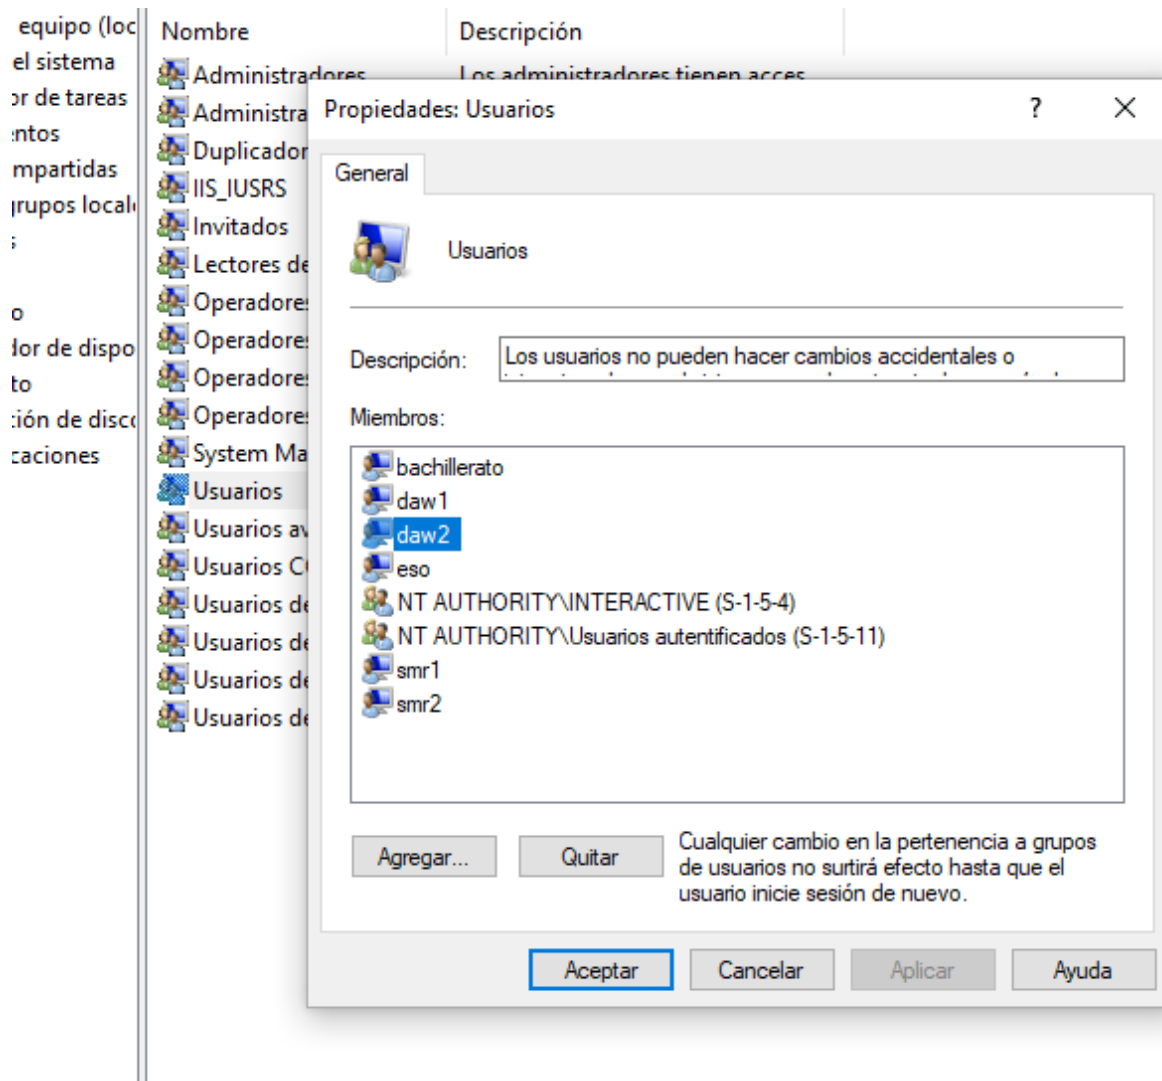 equipo (loc
el sistema
or de tareas
entos
mpartidas
grupos local
s
o
dor de dispo
to
ción de disco
caciones
Nombre Descripción
Administradores Los administradores tienen acces
Administra
Duplicador
IIS_IUSRS
Invitados
Lectores de
Operadores
Operadores
Operadores
Operadores
System Ma
Usuarios
Usuarios av
Usuarios C
Usuarios de
Usuarios de
Usuarios de
Usuarios de
Propiedades: Usuarios ? X
General
Usuarios
Descripción: Los usuarios no pueden hacer cambios accidentales o
Miembros:
bachillerato
daw1
daw2
eso
NT AUTHORITY\INTERACTIVE (S-1-5-4)
NT AUTHORITY\Usuarios autentificados (S-1-5-11)
smr1
smr2
Agregar... Quitar
Cualquier cambio en la pertenencia a grupos
de usuarios no surtirá efecto hasta que el
usuario inicie sesión de nuevo.
Aceptar Cancelar Aplicar Ayuda